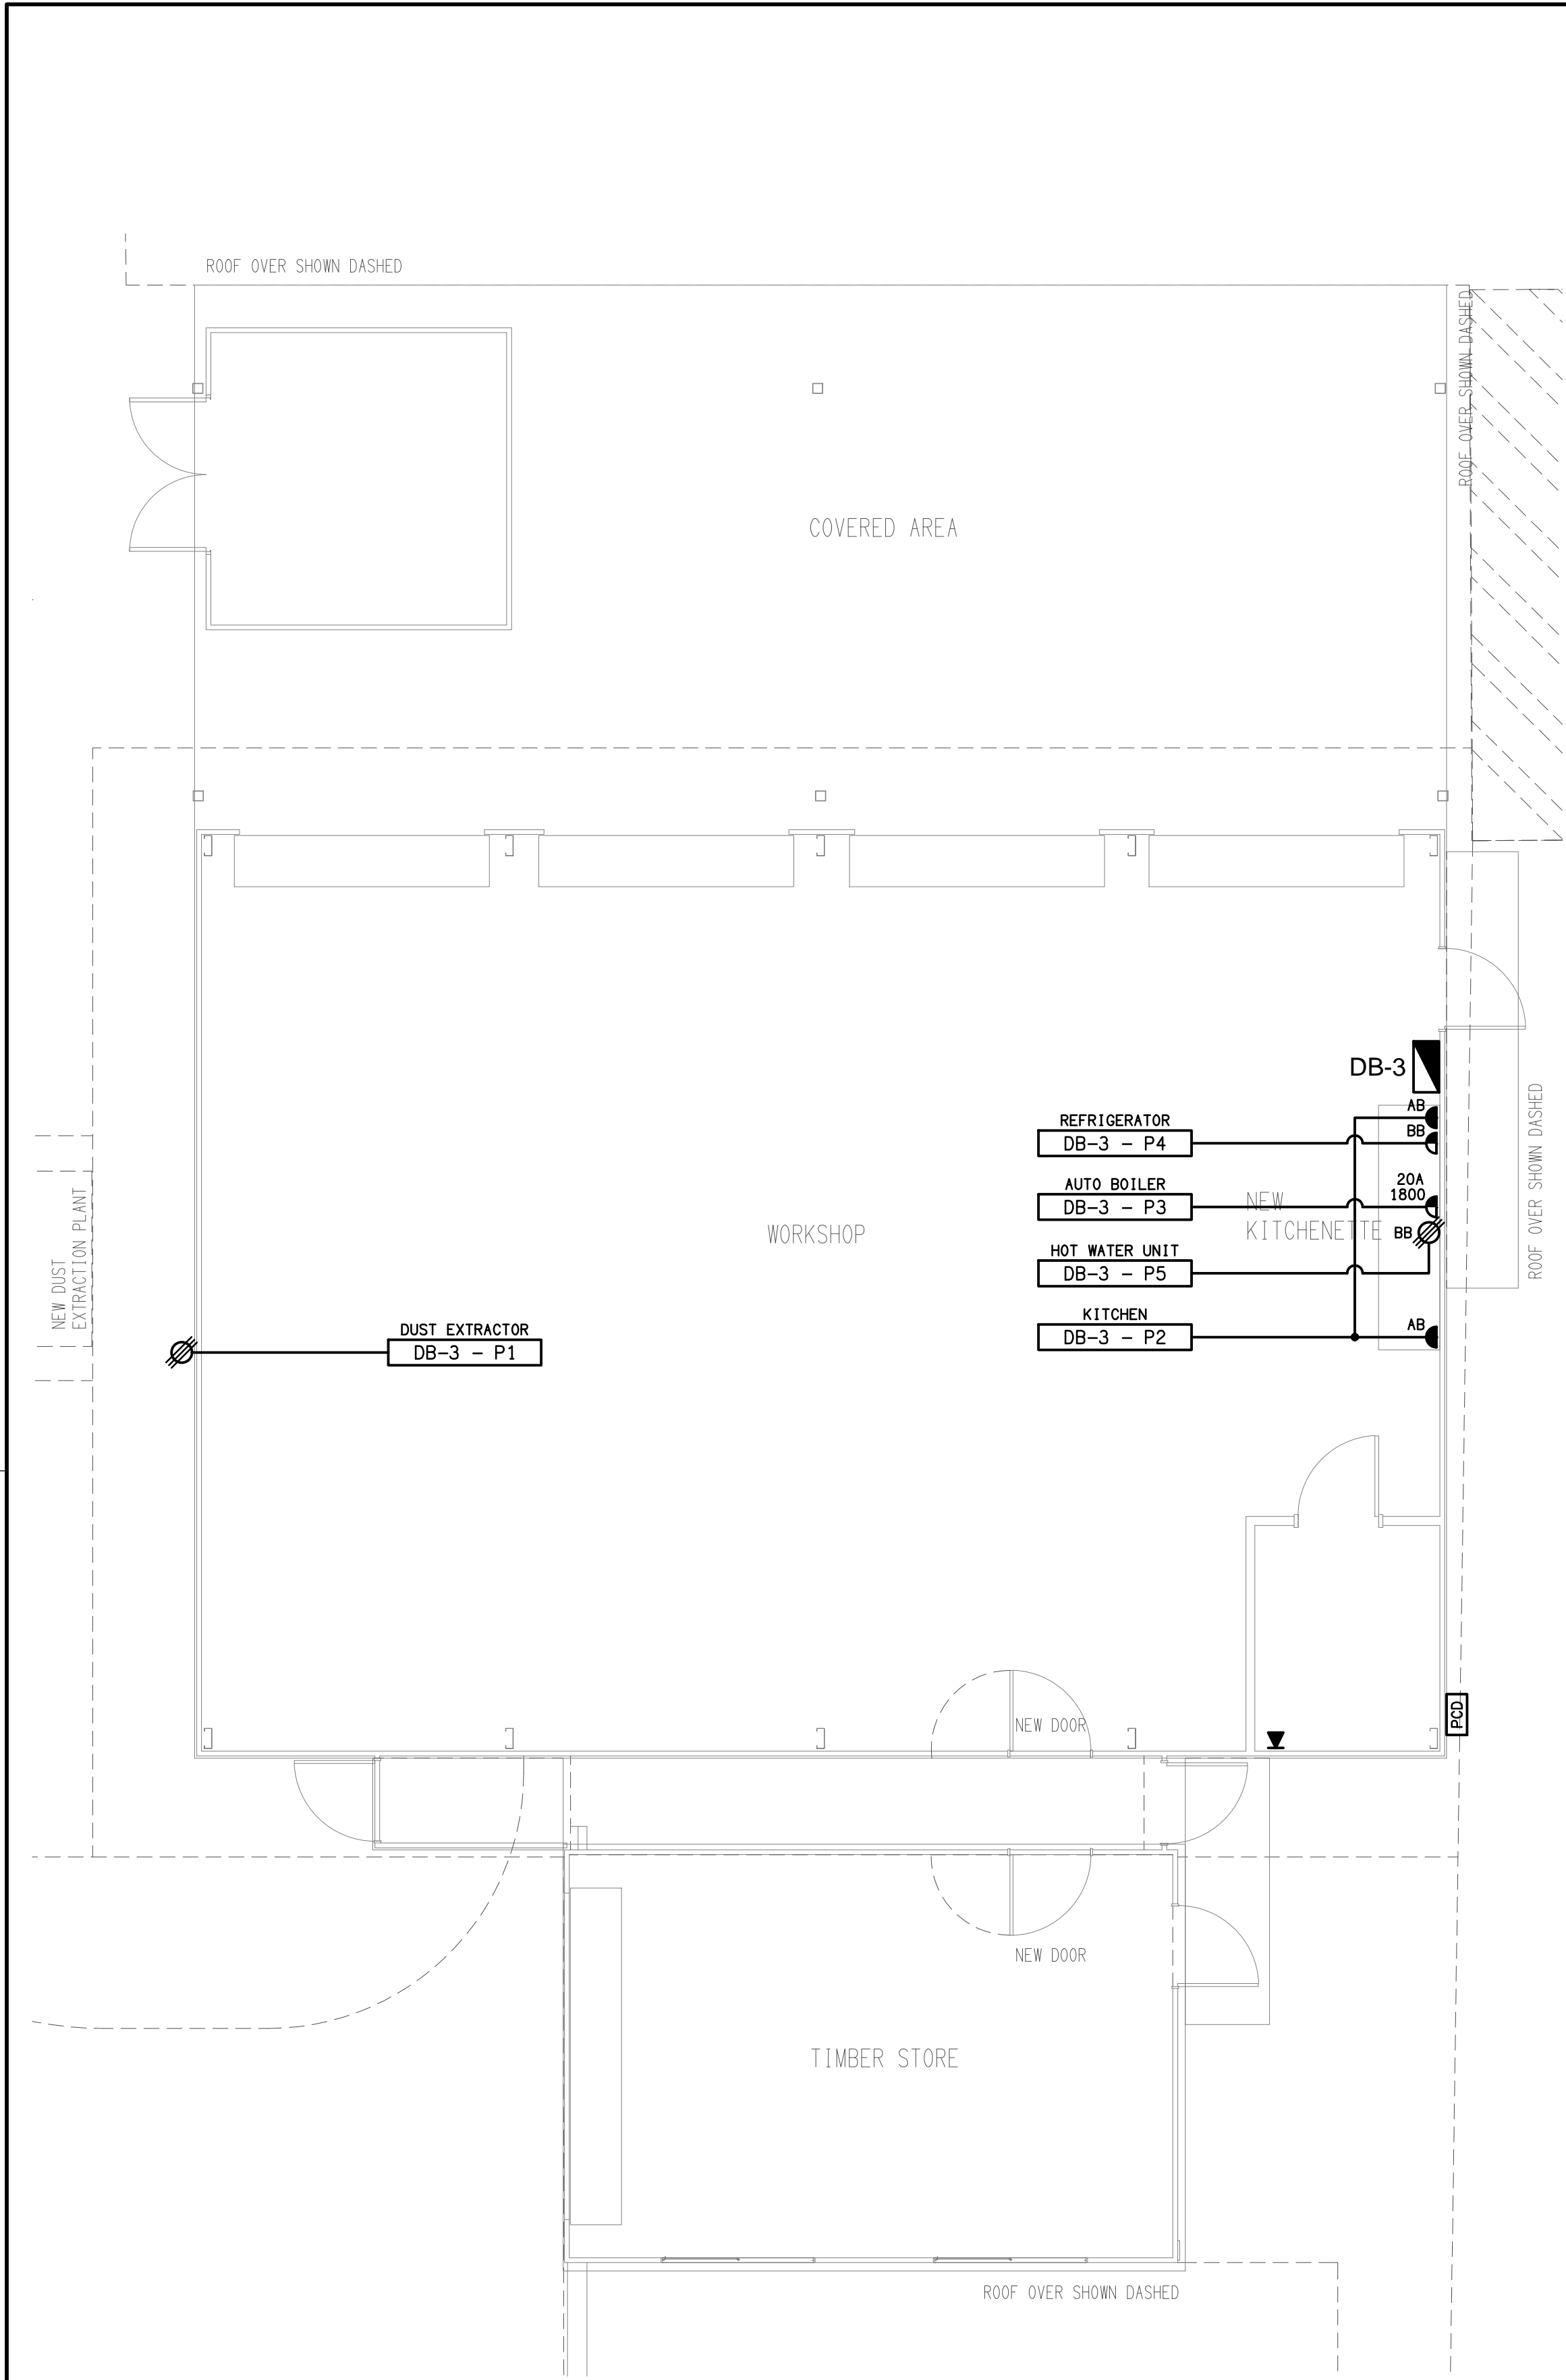 ROOF OVER SHOWN DASHED
ROOF OVER SHOWN DASHED
COVERED AREA
DB-3
AB
REFRIGERATOR
DB-3 - P4
BB
AUTO BOILER
DB-3 - P3
20A
1800
NEW
KITCHENETTE
BB
HOT WATER UNIT
DB-3 - P5
KITCHEN
DB-3 - P2
AB
ROOF OVER SHOWN DASHED
WORKSHOP
NEW DUST
EXTRACTION PLANT
DUST EXTRACTOR
DB-3 - P1
PCD
NEW DOOR
NEW DOOR
TIMBER STORE
ROOF OVER SHOWN DASHED